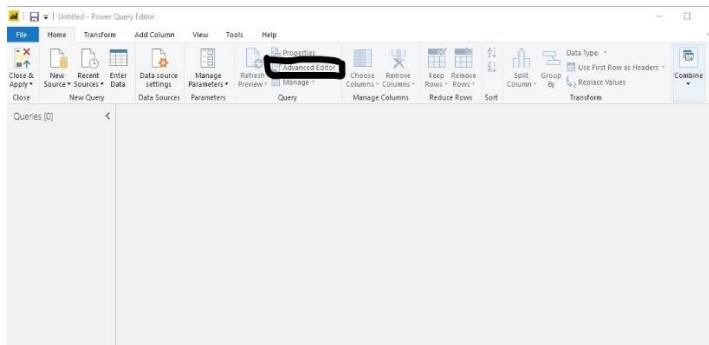 Untitled - Power Query Editor
File Home Transform Add Column View Tools Help
Close & Apply
New Source
Recent Sources
Enter Data
Data source settings
Manage Parameters
Refresh Preview
Properties
Advanced Editor
Manage
Choose Columns
Remove Columns
Keep Rows
Remove Rows
Split Column
Group By
Data Type:
Use First Row as Headers
Replace Values
Combine
Close New Query Data Sources Parameters Query Manage Columns Reduce Rows Sort Transform
Queries [0]